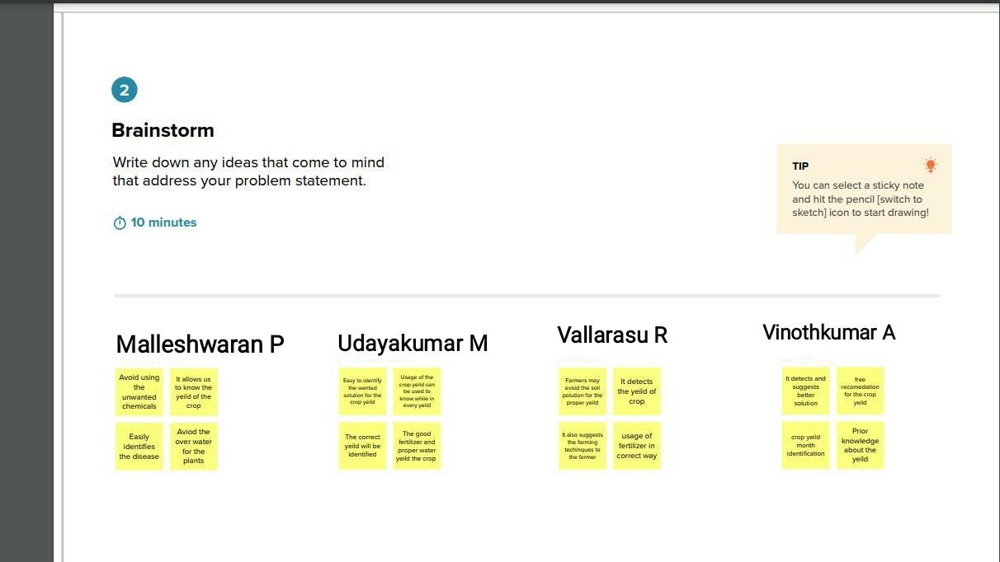 2
Brainstorm
Write down any ideas that come to mind
that address your problem statement.
10 minutes
TIP
You can select a sticky note
and hit the pencil [switch to
sketch] icon to start drawing!
Malleshwaran P
Avoid using
the
unwanted
chemicals
It allows us
to know the
yeild of the
crop
Easily
identifies
the disease
Aviod the
over water
for the
plants
Udayakumar M
Easy to identify
the wanted
solution for the
crop yeild
Usage of the
crop yeild can
be used to
know while in
every yeild
The correct
yeild will be
identified
The good
fertilizer and
proper water
yeild the crop
Vallarasu R
Farmers may
avoid the soil
polution for the
proper yeild
It detects
the yeild of
crop
It also suggests
the farming
techinques to
the farmer
usage of
fertilizer in
correct way
Vinothkumar A
It detects and
suggests
better
solution
free
recomedation
for the crop
yeild
crop yeild
month
identification
Prior
knowledge
about the
yeild